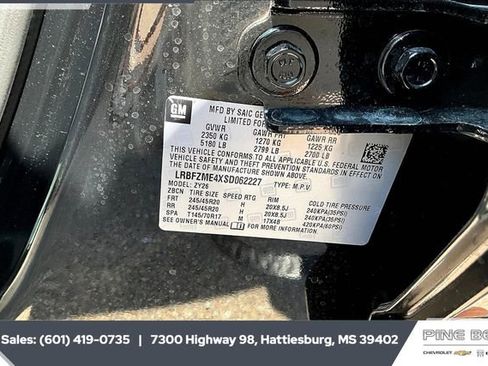 GM
MFD BY SAIC GE
LIMITED FOR
GVWR GAWR FRT GAWR RR
2350 KG 1270 KG 1225 KG
5180 LB 2799 LB 2700 LB
THIS VEHICLE CONFORMS TO ALL APPLICABLE U.S. FEDERAL MOTOR
VEHICLE SAFETY, BUMPER, AND THEFT PREVENTION STANDARDS IN EFFECT ON THE
DATE OF MANUFACTURE SHOWN ABOVE.
LRBFZME4XSD062227 TYPE: M.P.V.
MODEL: ZY26
ZBCN TIRE SIZE SPEED RTG RIM COLD TIRE PRESSURE
FRT 245/45R20 H 20X8.5J 240KPA(35PSI)
RR 245/45R20 H 20X8.5J 240KPA(35PSI)
SPA T145/70R17 M 17X4B 420KPA(60PSI)
SEE OWNER'S MANUAL
Sales: (601) 419-0735 | 7300 Highway 98, Hattiesburg, MS 39402
PINE BE
CHEVROLET